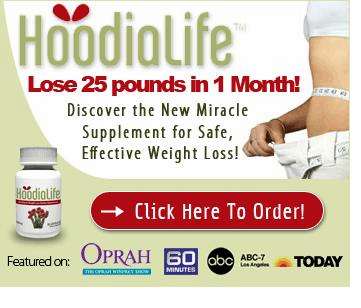 HoodiaLife™
Lose 25 pounds in 1 Month!
Discover the New Miracle
Supplement for Safe,
Effective Weight Loss!
HoodiaLife
Click Here To Order!
Featured on: OPRAH THE OPRAH WINFREY SHOW 60 MINUTES abc ABC-7 Los Angeles TODAY